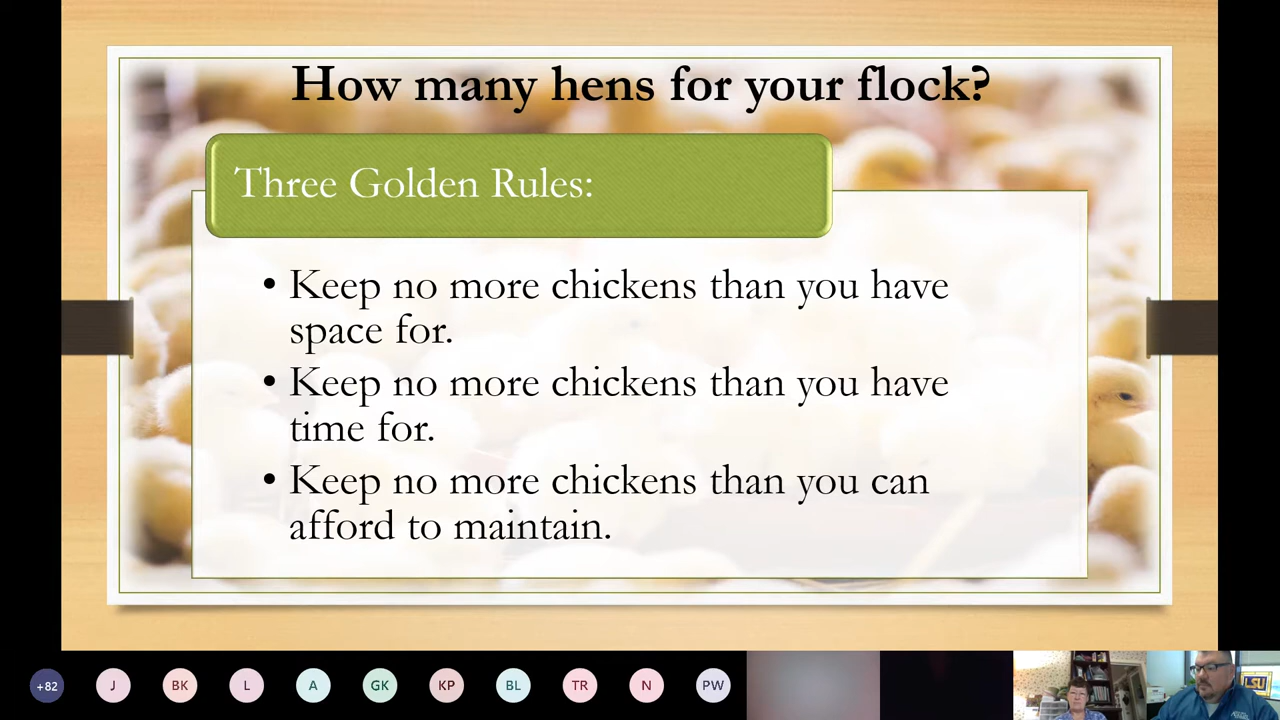 How many hens for your flock?
Three Golden Rules:
• Keep no more chickens than you have
space for.
• Keep no more chickens than you have
time for.
• Keep no more chickens than you can
afford to maintain.
+82 J BK L A GK KP BL TR N PW
LSU